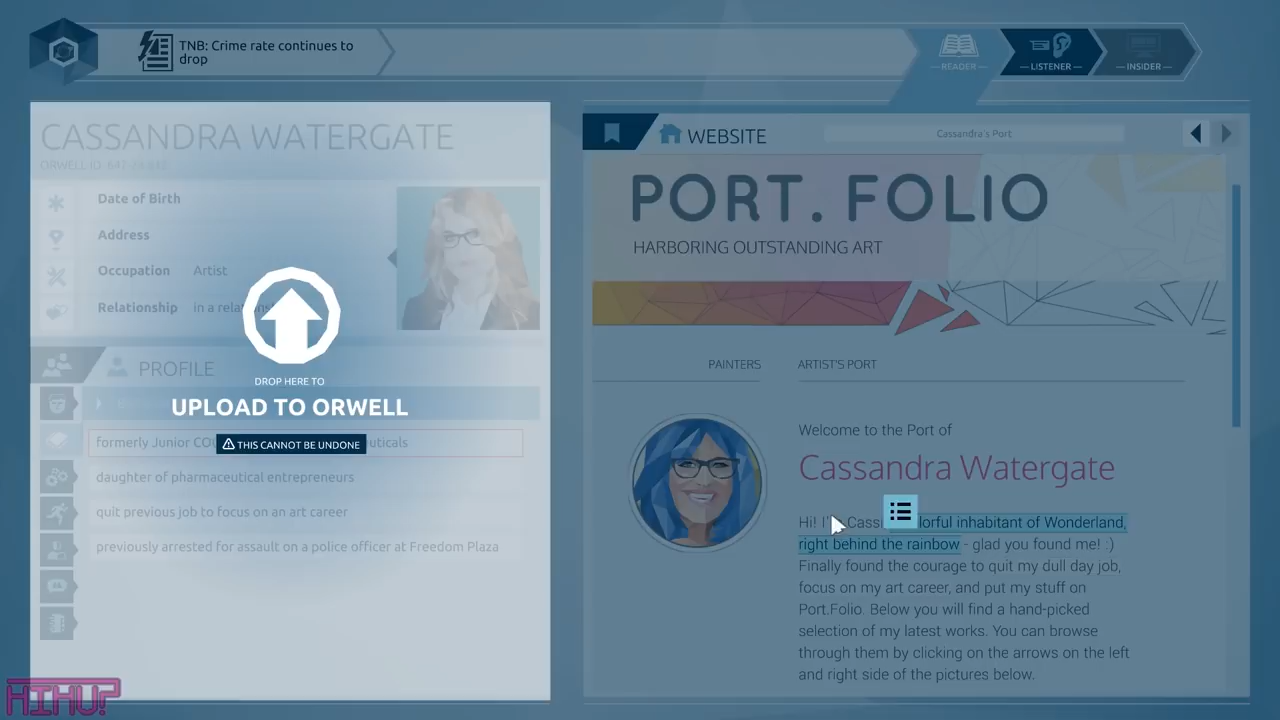 TNB: Crime rate continues to
drop
READER
LISTENER
INSIDER
CASSANDRA WATERGATE
ORWELL ID:
Date of Birth
Address
Occupation Artist
Relationship in a
PROFILE
DROP HERE TO
UPLOAD TO ORWELL
THIS CANNOT BE UNDONE
formerly Junior
daughter of pharmaceutical entrepreneurs
quit previous job to focus on an art career
previously arrested for assault on a police officer at Freedom Plaza
WEBSITE
Cassandra's Port
PORT. FOLIO
HARBORING OUTSTANDING ART
PAINTERS
ARTIST'S PORT
Welcome to the Port of
Cassandra Watergate
Hi! inhabitant of Wonderland,
right behind the rainbow - glad you found me! :)
Finally found the courage to quit my dull day job,
focus on my art career, and put my stuff on
Port.Folio. Below you will find a hand-picked
selection of my latest works. You can browse
through them by clicking on the arrows on the left
and right side of the pictures below.
HIHU?